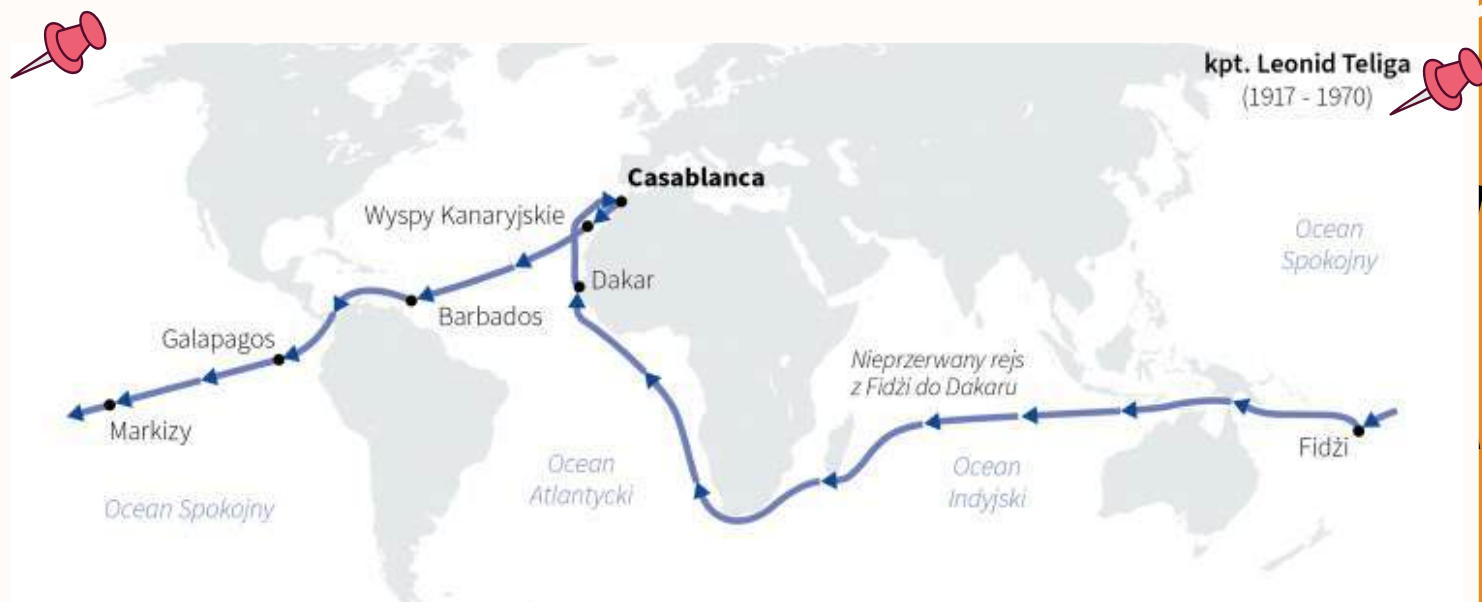 kpt. Leonid Teliga
(1917 - 1970)
Casablanca
Wyspy Kanaryjskie
Ocean
Spokojny
Dakar
Barbados
Galapagos
Nieprzerwany rejs
z Fidżi do Dakaru
Markizy
Fidżi
Ocean
Atlantycki
Ocean
Indyjski
Ocean Spokojny